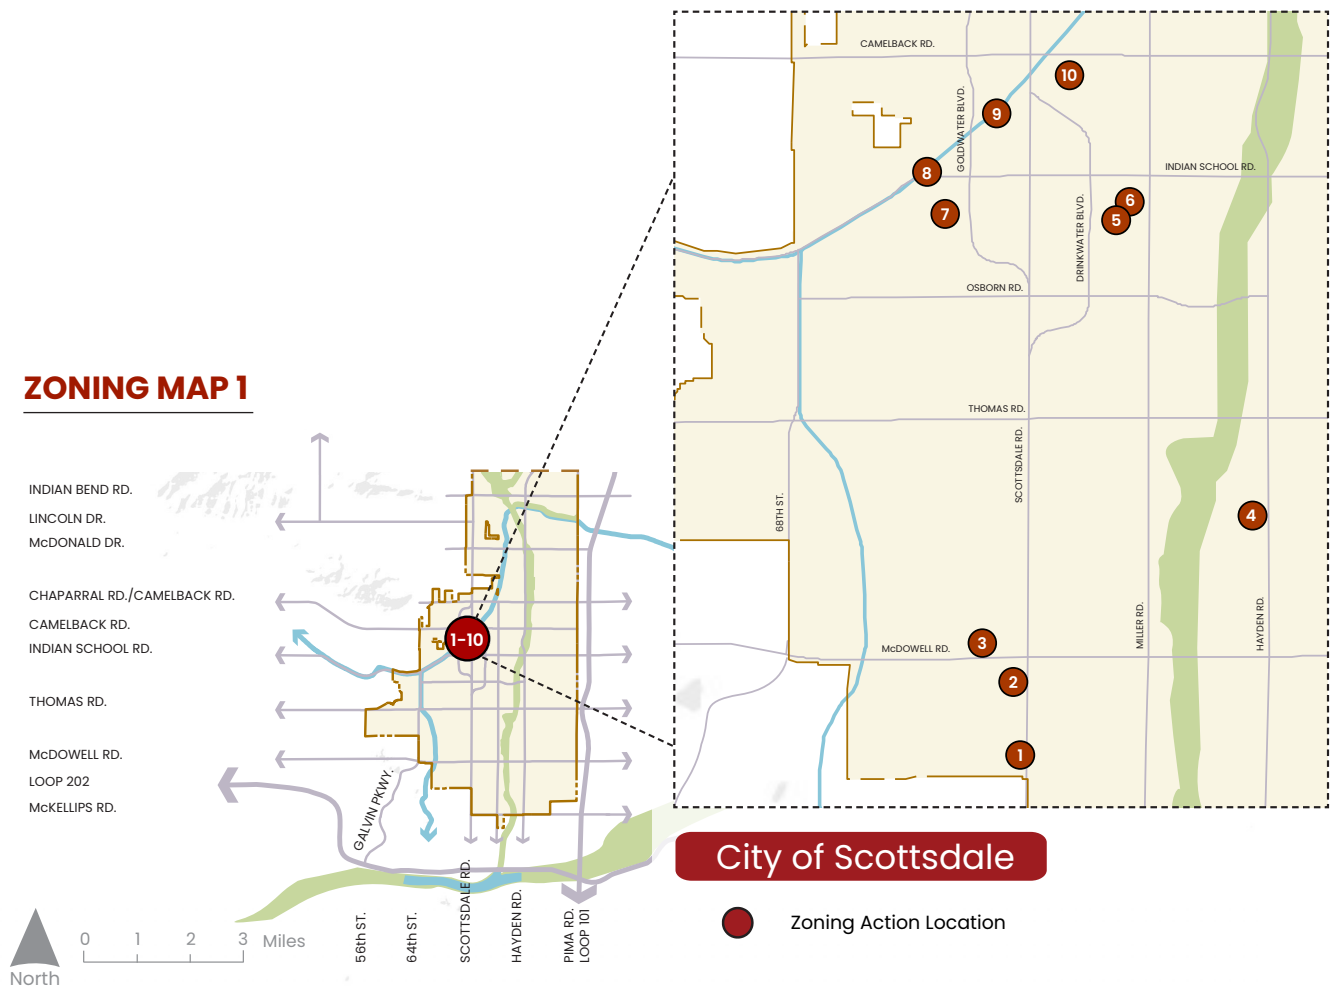 ZONING MAP 1
INDIAN BEND RD.
LINCOLN DR.
McDONALD DR.
CHAPARRAL RD./CAMELBACK RD.
CAMELBACK RD.
INDIAN SCHOOL RD.
THOMAS RD.
McDOWELL RD.
LOOP 202
McKELLIPS RD.
1-10
GALVIN PKWY.
56th ST.
64th ST.
SCOTTSDALE RD.
HAYDEN RD.
PIMA RD.
LOOP 101
0 1 2 3 Miles
North
CAMELBACK RD.
10
9
GOLDWATER BLVD.
8
INDIAN SCHOOL RD.
7
6
5
DRINKWATER BLVD.
OSBORN RD.
THOMAS RD.
SCOTTSDALE RD.
68TH ST.
4
MILLER RD.
HAYDEN RD.
3
McDOWELL RD.
2
1
City of Scottsdale
Zoning Action Location